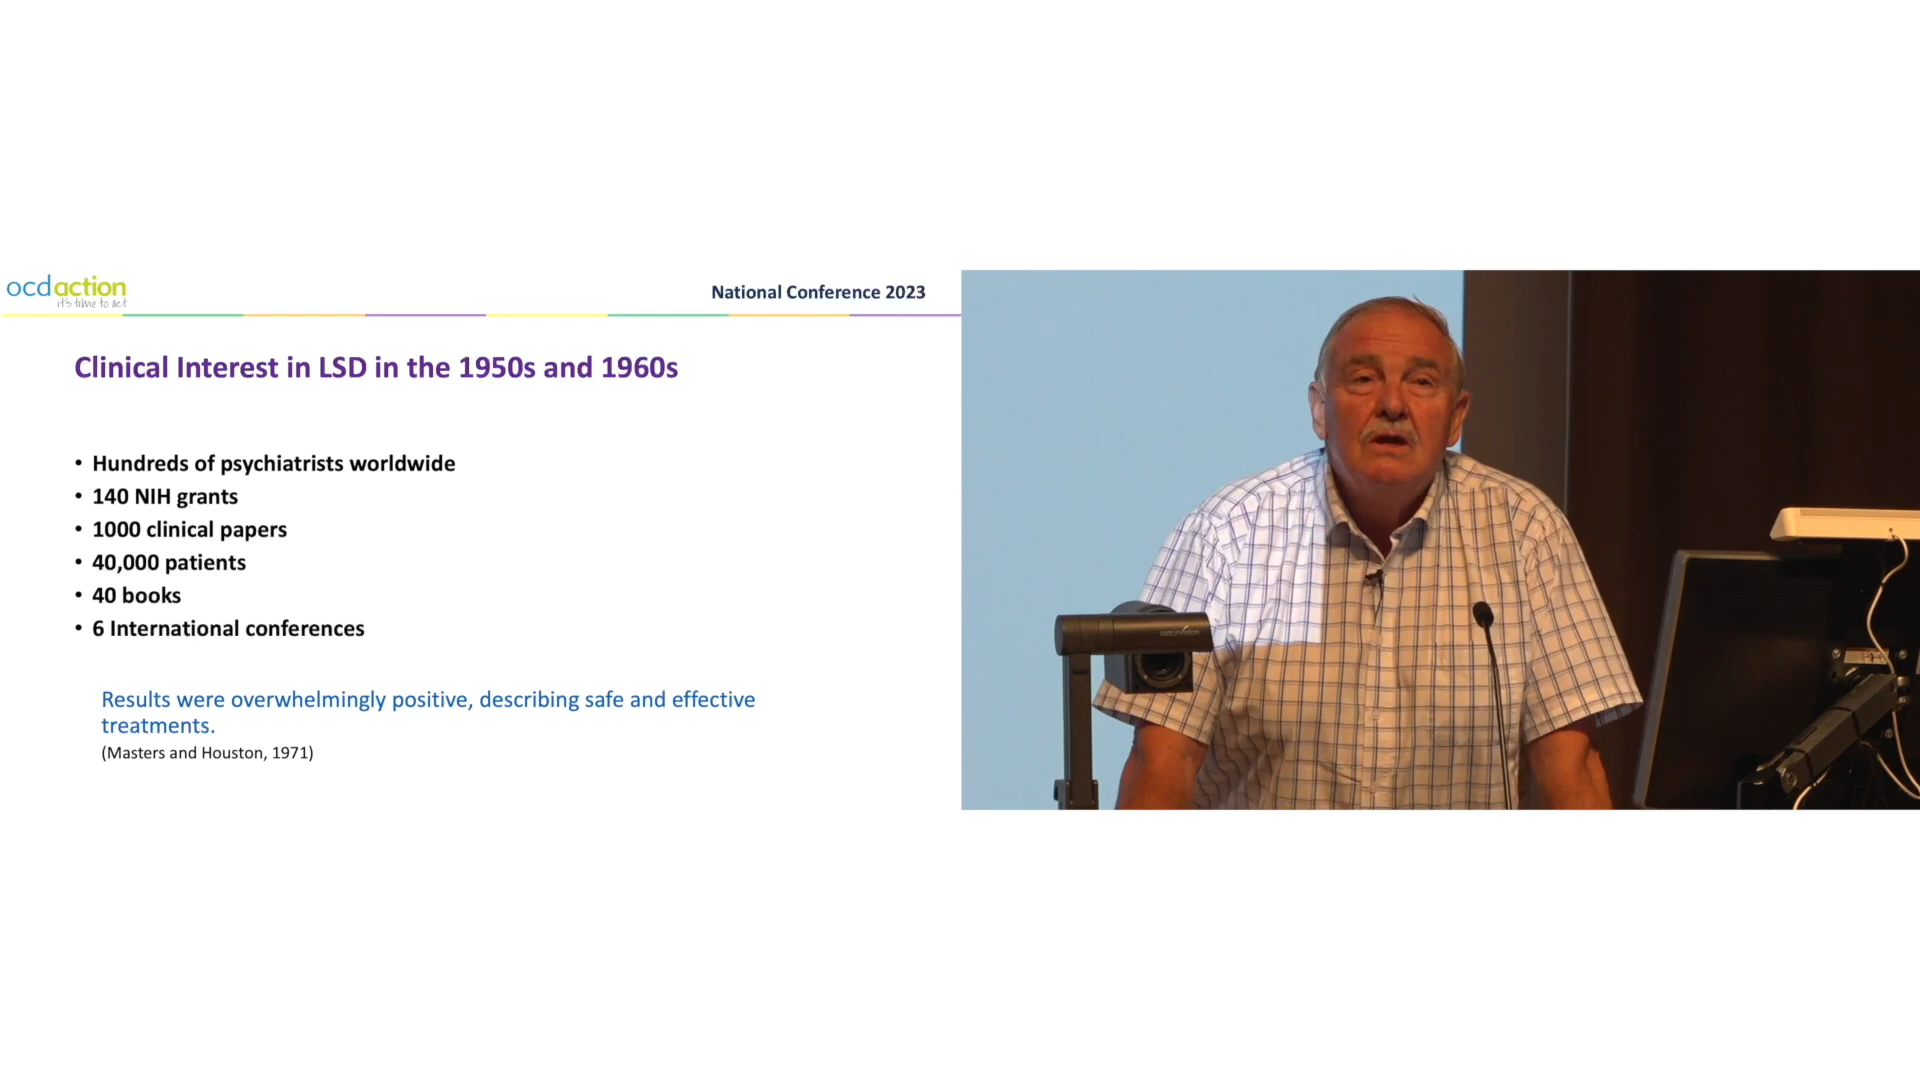 ocdaction
it's time to act
National Conference 2023
Clinical Interest in LSD in the 1950s and 1960s
• Hundreds of psychiatrists worldwide
• 140 NIH grants
• 1000 clinical papers
• 40,000 patients
• 40 books
• 6 International conferences
Results were overwhelmingly positive, describing safe and effective
treatments.
(Masters and Houston, 1971)